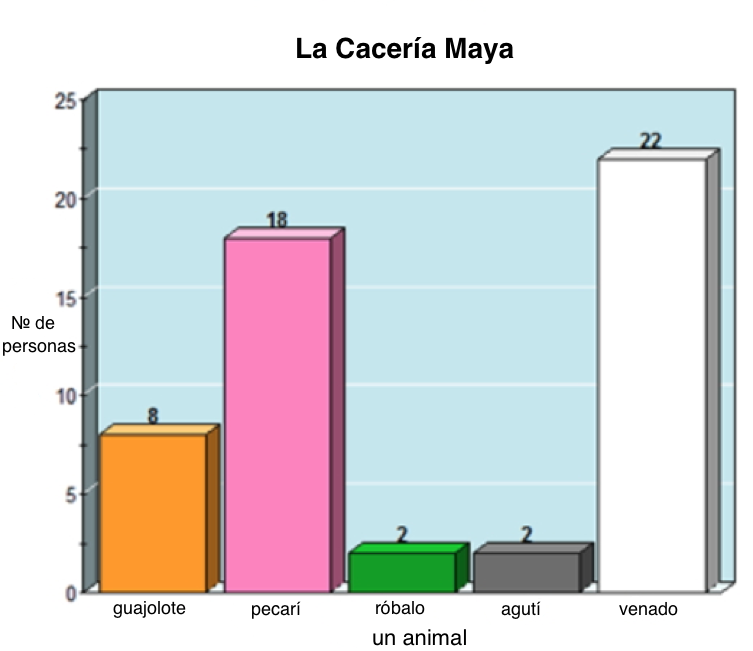 La Cacería Maya
25
20
15
10
5
0
Nº de
personas
8
18
2
2
22
guajolote
pecarí
róbalo
agutí
venado
un animal